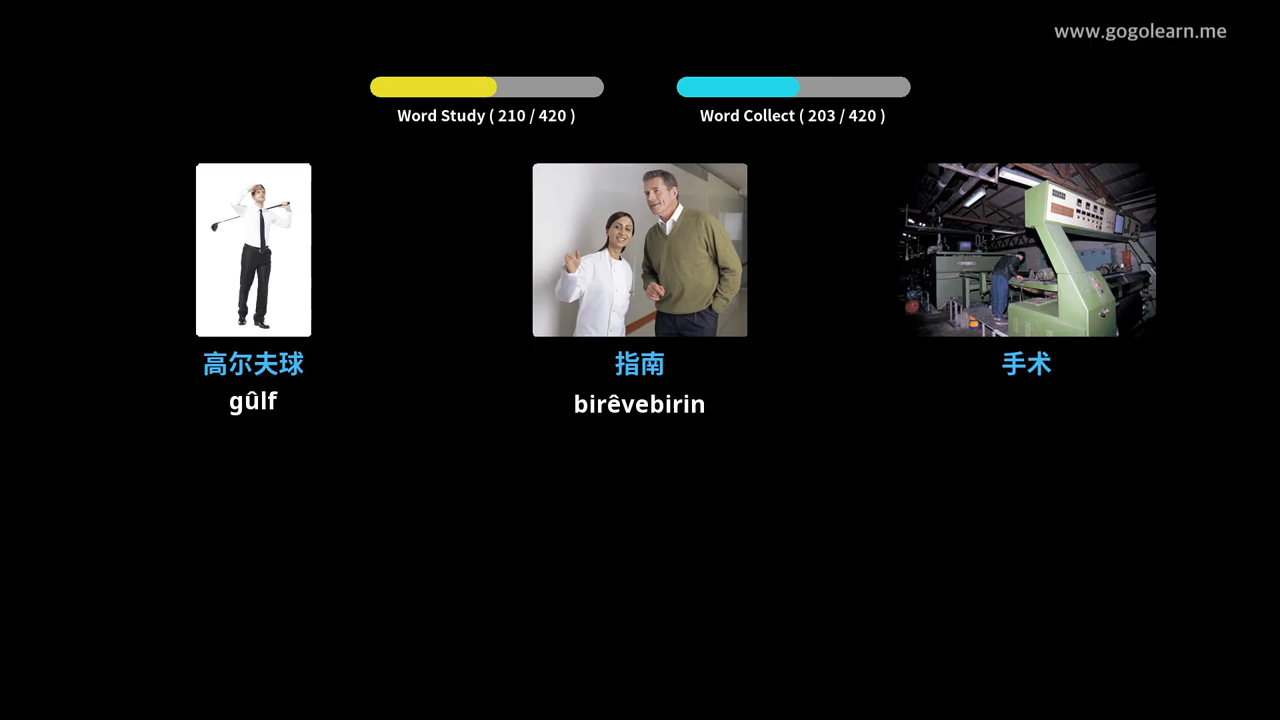 www.gogolearn.me
Word Study ( 210 / 420 )
Word Collect ( 203 / 420 )
高尔夫球
指南
手术
gûlf
birêvebirin